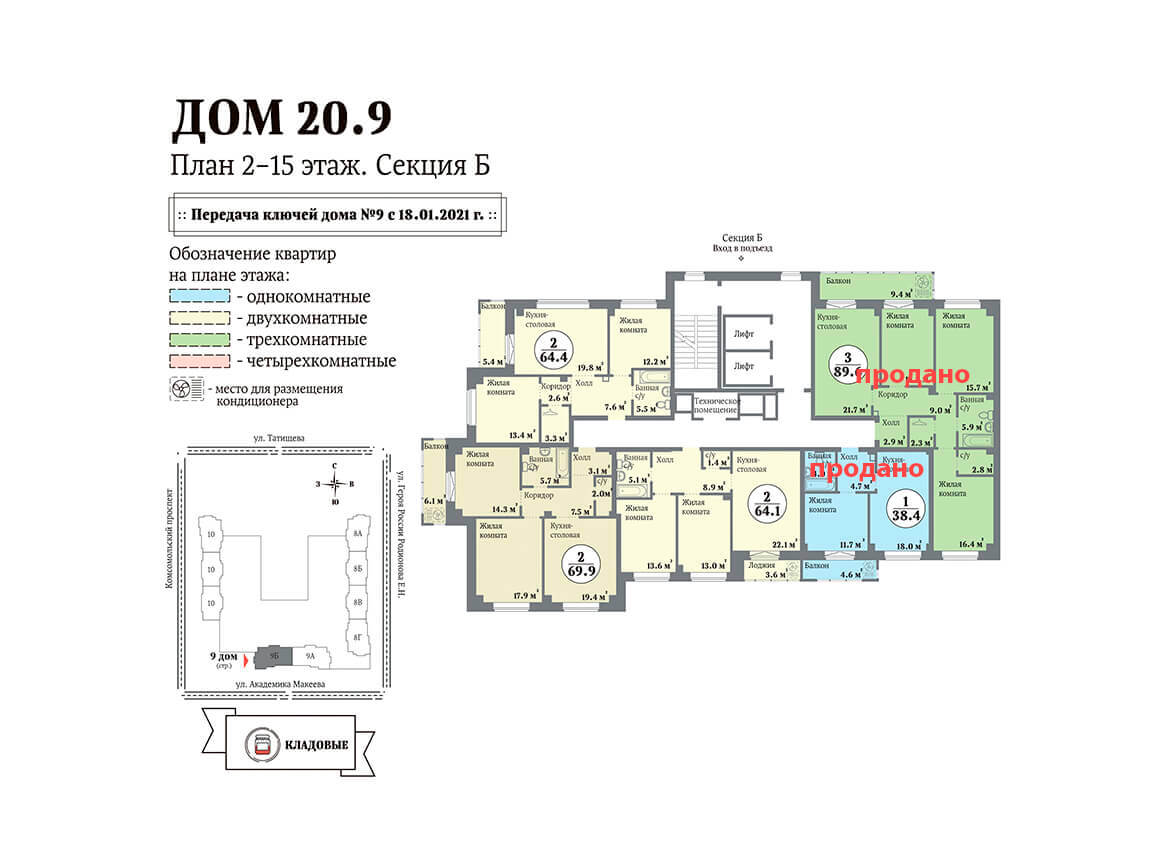 ДОМ 20.9
План 2-15 этаж. Секция Б
:: Передача ключей дома №9 с 18.01.2021 г. ::
Обозначение квартир
на плане этажа:
- однокомнатные
- двухкомнатные
- трехкомнатные
- четырехкомнатные
- место для размещения
кондиционера
Секция Б
Вход в подъезд
Балкон
5.4 м²
Кухня-
столовая
2
64.4
19.8 м²
Жилая
комната
12.2 м²
Жилая
комната
13.4 м²
Коридор
2.6 м²
3.3 м²
Холл
7.6 м²
Ванная
с/у
5.5 м²
Лифт
Лифт
Техническое
помещение
Балкон
9.4 м²
Кухня-
столовая
3
21.7 м²
Жилая
комната
Жилая
комната
15.7 м²
продано
Коридор
9.0 м²
Холл
2.9 м²
2.3 м²
Ванная
с/у
5.9 м²
2.8 м²
Жилая
комната
16.4 м²
Балкон
6.1 м²
Жилая
комната
14.3 м²
Ванная
с/у
5.7 м²
Холл
3.1 м²
с/у
2.0 м²
Коридор
7.5 м²
Жилая
комната
17.9 м²
Кухня-
столовая
2
69.9
19.4 м²
Ванная
с/у
5.1 м²
Холл
8.9 м²
с/у
1.4 м²
Жилая
комната
13.6 м²
Жилая
комната
13.0 м²
Кухня-
столовая
2
64.1
22.1 м²
Лоджия
3.6 м²
Ванная
с/у
Холл
4.7 м²
продано
Жилая
комната
11.7 м²
1
38.4
18.0 м²
Балкон
4.6 м²
ул. Татищева
Комсомольский проспект
ул. Героя России Родионова Е.Н.
С
З
В
Ю
10
10
10
8А
8Б
8В
8Г
9 дом
(стр.)
9Б
9А
ул. Академика Макеева
КЛАДОВЫЕ